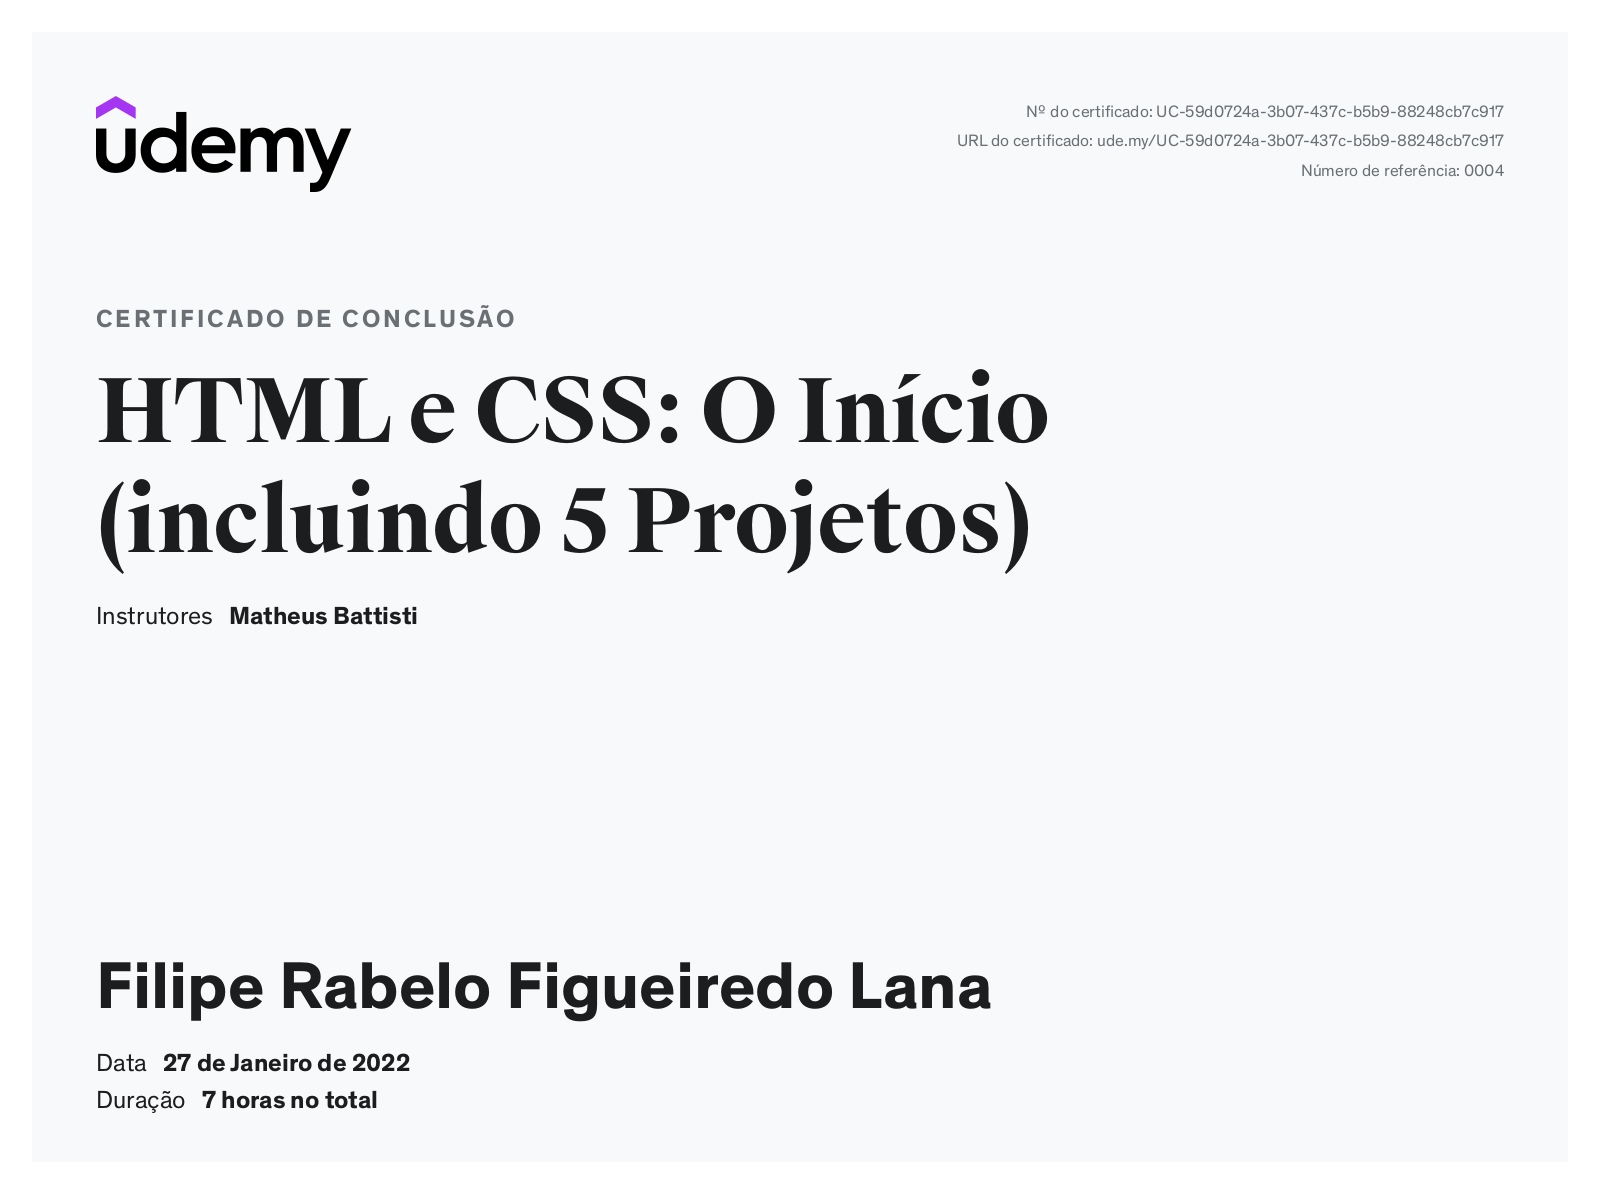 udemy
Nº do certificado: UC-59d0724a-3b07-437c-b5b9-88248cb7c917
URL do certificado: ude.my/UC-59d0724a-3b07-437c-b5b9-88248cb7c917
Número de referência: 0004
CERTIFICADO DE CONCLUSÃO
HTML e CSS: O Início
(incluindo 5 Projetos)
Instrutores Matheus Battisti
Filipe Rabelo Figueiredo Lana
Data 27 de Janeiro de 2022
Duração 7 horas no total